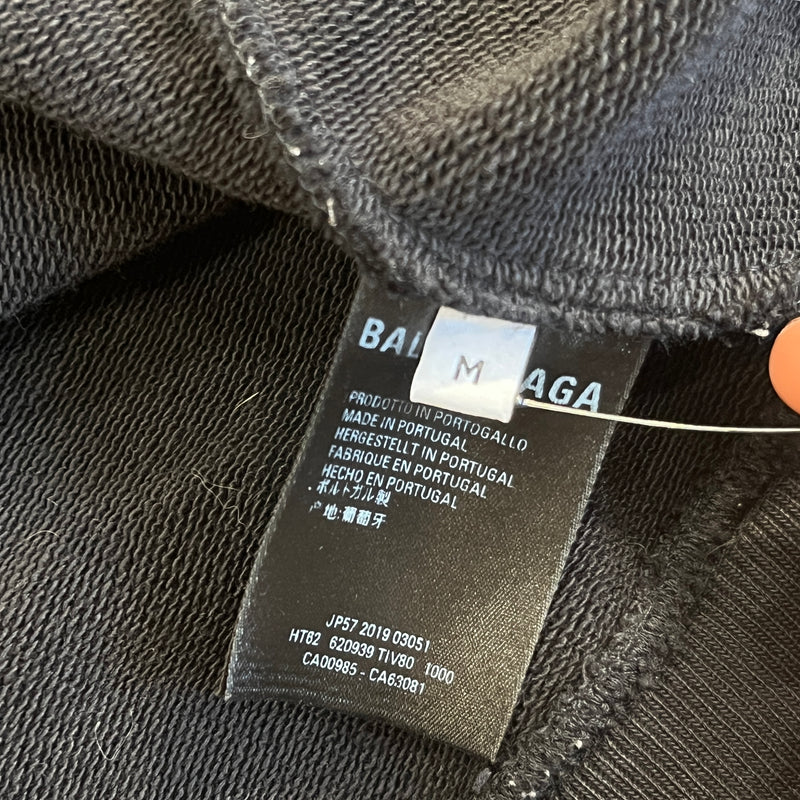 BAL AGA
M
PRODOTTO IN PORTOGALLO
MADE IN PORTUGAL
HERGESTELLT IN PORTUGAL
FABRIQUE EN PORTUGAL
HECHO EN PORTUGAL
ポルトガル製
产地:葡萄牙
JP57 2019 03051
HT62 620939 TIV80 1000
CA00985 - CA63081